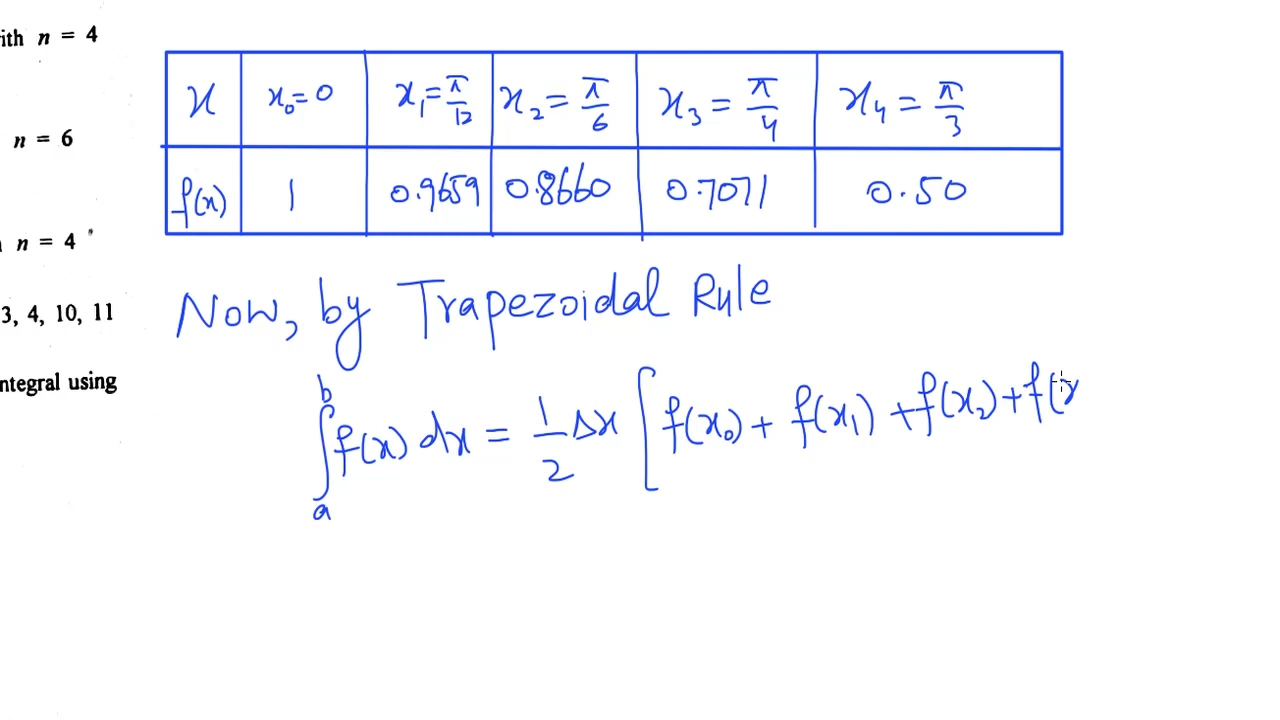 ith n = 4
x x₀=0 x₁=π/12 x₂=π/6 x₃=π/4 x₄=π/3
n = 6
f(x) 1 0.9659 0.8660 0.7071 0.50
n = 4
Now, by Trapezoidal Rule
3, 4, 10, 11
ntegral using
∫ₐᵇ f(x) dx = 1/2 Δx [f(x₀) + f(x₁) + f(x₂) + f(x